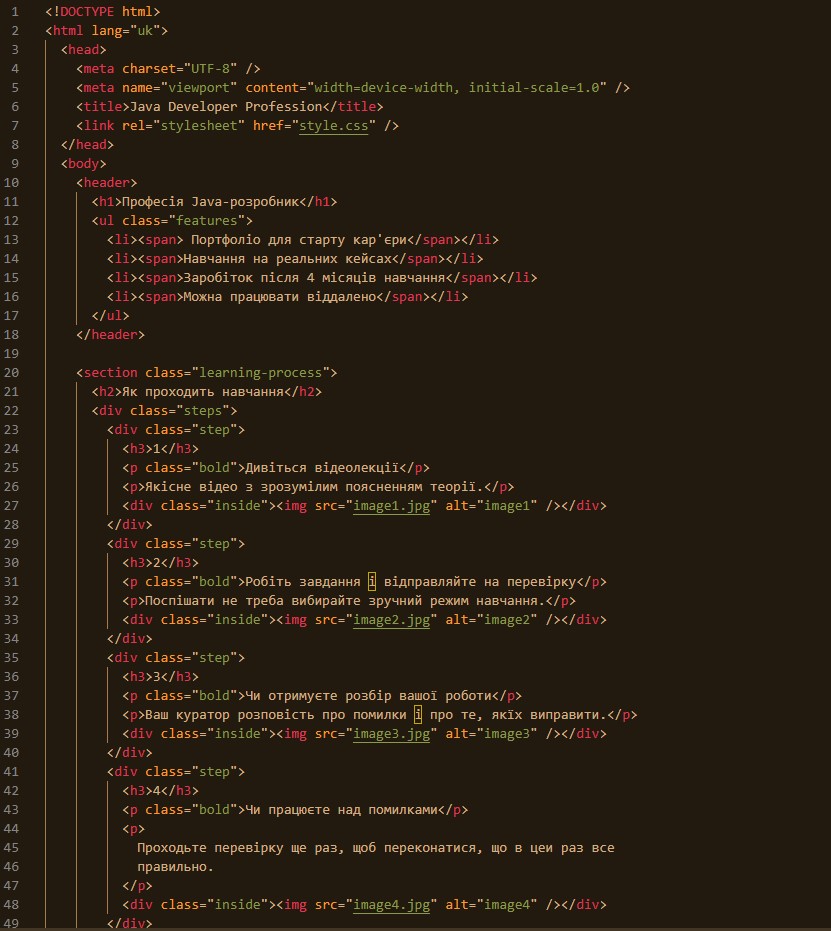 1 <!DOCTYPE html>
2 <html lang="uk">
3 <head>
4 <meta charset="UTF-8" />
5 <meta name="viewport" content="width=device-width, initial-scale=1.0" />
6 <title>Java Developer Profession</title>
7 <link rel="stylesheet" href="style.css" />
8 </head>
9 <body>
10 <header>
11 <h1>Професія Java-розробник</h1>
12 <ul class="features">
13 <li><span> Портфоліо для старту кар'єри</span></li>
14 <li><span>Навчання на реальних кейсах</span></li>
15 <li><span>Заробіток після 4 місяців навчання</span></li>
16 <li><span>Можна працювати віддалено</span></li>
17 </ul>
18 </header>
19
20 <section class="learning-process">
21 <h2>Як проходить навчання</h2>
22 <div class="steps">
23 <div class="step">
24 <h3>1</h3>
25 <p class="bold">Дивіться відеолекції</p>
26 <p>Якісне відео з зрозумілим поясненням теорії.</p>
27 <div class="inside"><img src="image1.jpg" alt="image1" /></div>
28 </div>
29 <div class="step">
30 <h3>2</h3>
31 <p class="bold">Робіть завдання і відправляйте на перевірку</p>
32 <p>Поспішати не треба вибирайте зручний режим навчання.</p>
33 <div class="inside"><img src="image2.jpg" alt="image2" /></div>
34 </div>
35 <div class="step">
36 <h3>3</h3>
37 <p class="bold">Чи отримуєте розбір вашої роботи</p>
38 <p>Ваш куратор розповість про помилки і про те, якїх виправити.</p>
39 <div class="inside"><img src="image3.jpg" alt="image3" /></div>
40 </div>
41 <div class="step">
42 <h3>4</h3>
43 <p class="bold">Чи працюєте над помилками</p>
44 <p>
45 Проходьте перевірку ще раз, щоб переконатися, що в цеи раз все
46 правильно.
47 </p>
48 <div class="inside"><img src="image4.jpg" alt="image4" /></div>
49 </div>